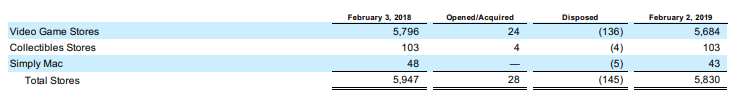 February 3, 2018 Opened/Acquired Disposed February 2, 2019
Video Game Stores 5,796 24 (136) 5,684
Collectibles Stores 103 4 (4) 103
Simply Mac 48 — (5) 43
Total Stores 5,947 28 (145) 5,830